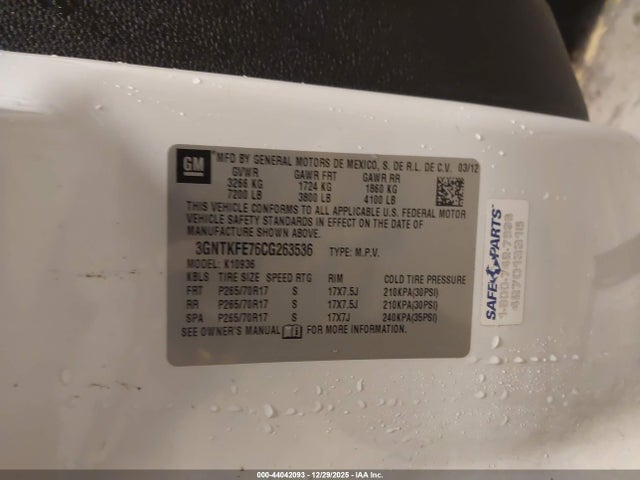 GM
MFD BY GENERAL MOTORS DE MEXICO, S. DE R.L. DE C.V. 03/12
GVWR GAWR FRT GAWR RR
3266 KG 1724 KG 1860 KG
7200 LB 3800 LB 4100 LB
THIS VEHICLE CONFORMS TO ALL APPLICABLE U.S. FEDERAL MOTOR
VEHICLE SAFETY STANDARDS IN EFFECT ON THE DATE OF
MANUFACTURE SHOWN ABOVE.
3GNTKFE76CG263536 TYPE: M.P.V.
MODEL: K10936
KBLS TIRE SIZE SPEED RTG RIM COLD TIRE PRESSURE
FRT P265/70R17 S 17X7.5J 210KPA(30PSI)
RR P265/70R17 S 17X7.5J 210KPA(30PSI)
SPA P265/70R17 S 17X7J 240KPA(35PSI)
SEE OWNER'S MANUAL FOR MORE INFORMATION.
SAFE PARTS
000-44042093 - 12/29/2025 - IAA Inc.